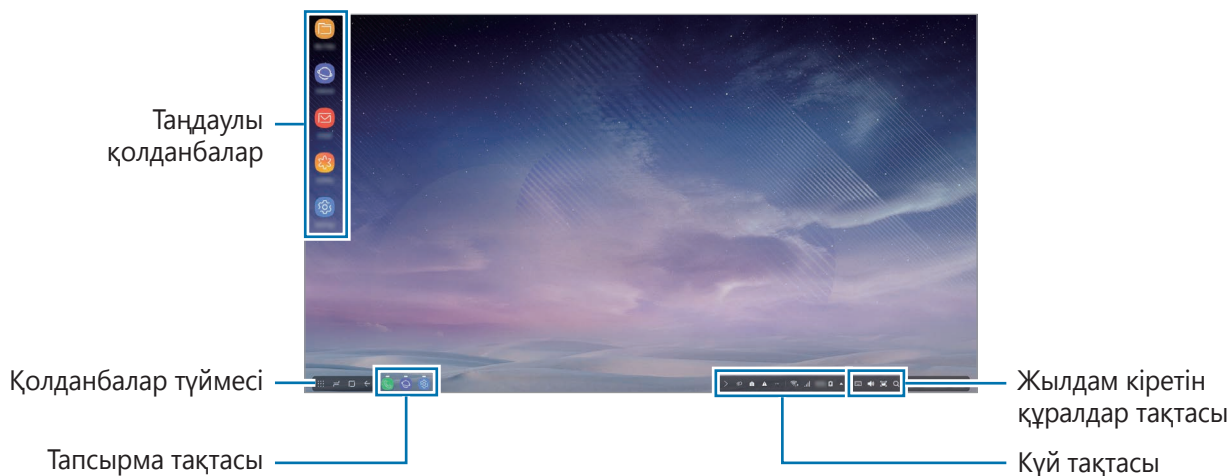 Таңдаулы
қолданбалар
Қолданбалар түймесі
Тапсырма тақтасы
Жылдам кіретін
құралдар тақтасы
Күй тақтасы